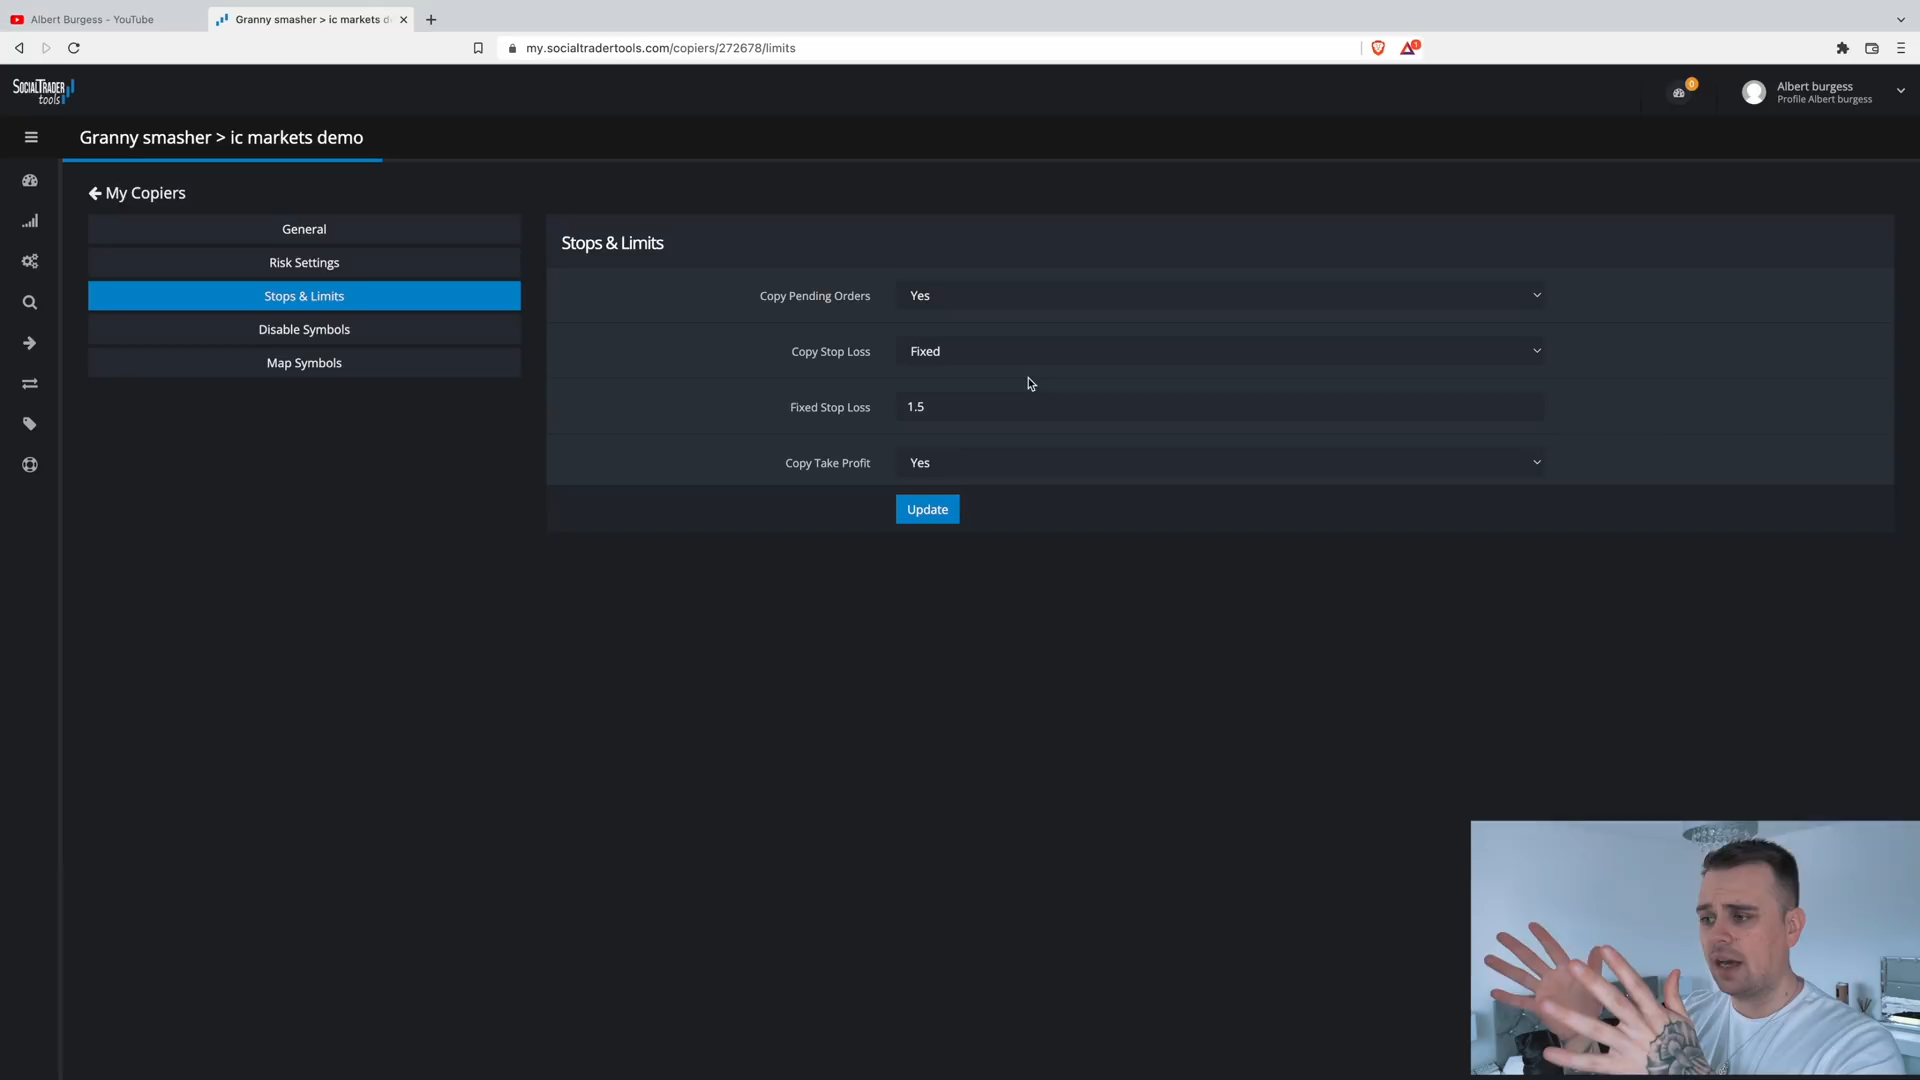 Albert Burgess - YouTube
Granny smasher > ic markets d
my.socialtradertools.com/copiers/272678/limits
1
SOCIALTRADER
tools
0
Albert burgess
Profile Albert burgess
Granny smasher > ic markets demo
My Copiers
General
Risk Settings
Stops & Limits
Disable Symbols
Map Symbols
Stops & Limits
Copy Pending Orders Yes
Copy Stop Loss Fixed
Fixed Stop Loss 1.5
Copy Take Profit Yes
Update